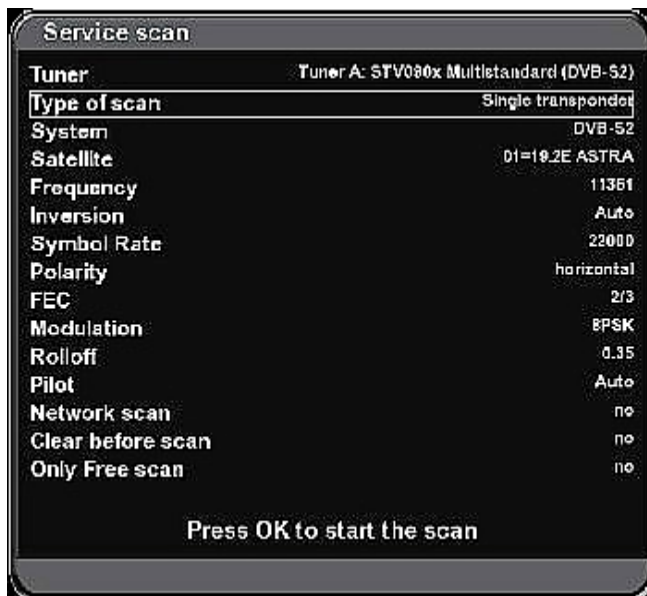 Service scan
Tuner Tuner A: STV090x Multistandard (DVB-S2)
Type of scan Single transponder
System DVB-S2
Satellite 01=19.2E ASTRA
Frequency 11361
Inversion Auto
Symbol Rate 22000
Polarity horizontal
FEC 2/3
Modulation 8PSK
Rolloff 0.35
Pilot Auto
Network scan no
Clear before scan no
Only Free scan no
Press OK to start the scan